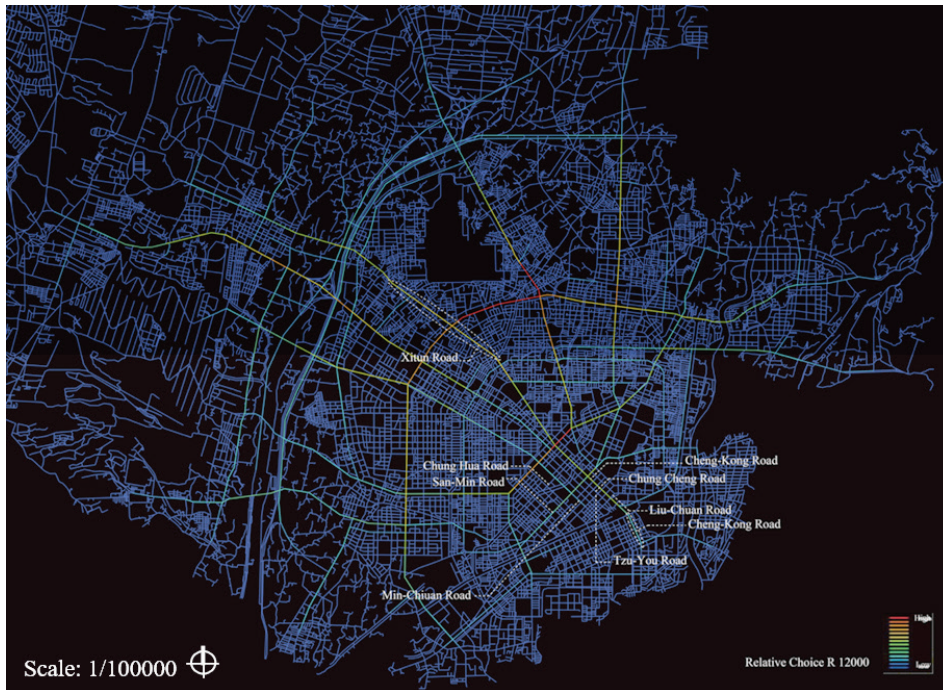 Xitun Road
Chung Hua Road
San-Min Road
Cheng-Kong Road
Chung Cheng Road
Liu-Chuan Road
Cheng-Kong Road
Tzu-You Road
Min-Chiuan Road
High
Low
Scale: 1/100000
Relative Choice R 12000